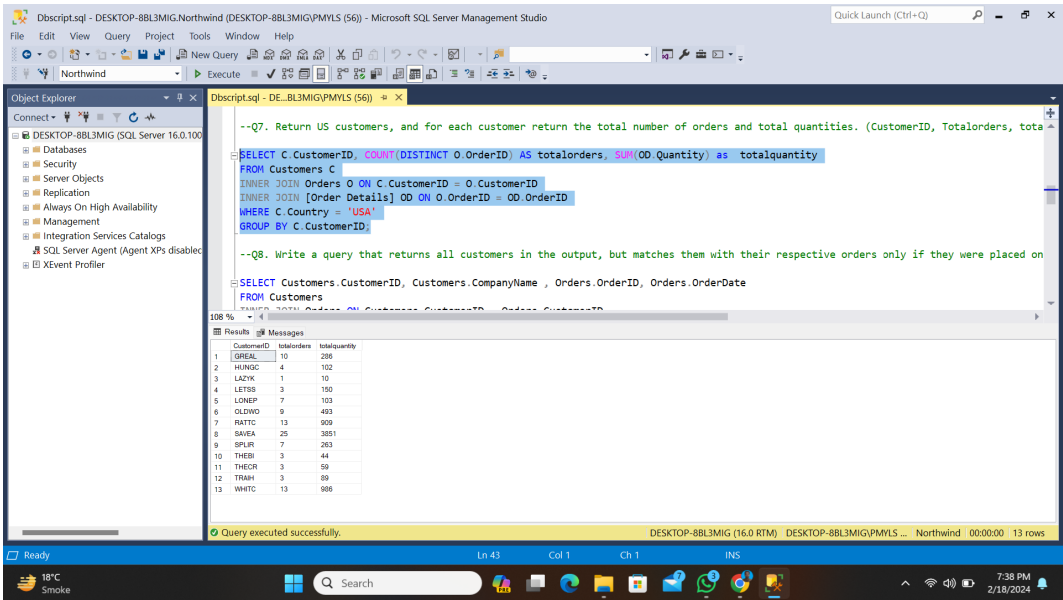 Dbscript.sql - DESKTOP-8BL3MIG.Northwind (DESKTOP-8BL3MIG\PMYLS (56)) - Microsoft SQL Server Management Studio
Quick Launch (Ctrl+Q)
File Edit View Query Project Tools Window Help
New Query
Northwind
Execute
Object Explorer
Dbscript.sql - DE...BL3MIG\PMYLS (56))
Connect
DESKTOP-8BL3MIG (SQL Server 16.0.100
Databases
Security
Server Objects
Replication
Always On High Availability
Management
Integration Services Catalogs
SQL Server Agent (Agent XPs disablec
XEvent Profiler
--Q7. Return US customers, and for each customer return the total number of orders and total quantities. (CustomerID, Totalorders, tota
SELECT C.CustomerID, COUNT(DISTINCT O.OrderID) AS totalorders, SUM(OD.Quantity) as totalquantity
FROM Customers C
INNER JOIN Orders O ON C.CustomerID = O.CustomerID
INNER JOIN [Order Details] OD ON O.OrderID = OD.OrderID
WHERE C.Country = 'USA'
GROUP BY C.CustomerID;
--Q8. Write a query that returns all customers in the output, but matches them with their respective orders only if they were placed on
SELECT Customers.CustomerID, Customers.CompanyName , Orders.OrderID, Orders.OrderDate
FROM Customers
INNER JOIN Orders ON Customers.CustomerID = Orders.CustomerID
108 %
Results Messages
CustomerID totalorders totalquantity
1 GREAL 10 286
2 HUNGC 4 102
3 LAZYK 1 10
4 LETSS 3 150
5 LONEP 7 103
6 OLDWO 9 493
7 RATTC 13 909
8 SAVEA 25 3851
9 SPLIR 7 263
10 THEBI 3 44
11 THECR 3 59
12 TRAIH 3 89
13 WHITC 13 986
Query executed successfully.
DESKTOP-8BL3MIG (16.0 RTM) DESKTOP-8BL3MIG\PMYLS ... Northwind 00:00:00 13 rows
Ready
Ln 43 Col 1 Ch 1 INS
18°C
Smoke
Search
7:38 PM
2/18/2024